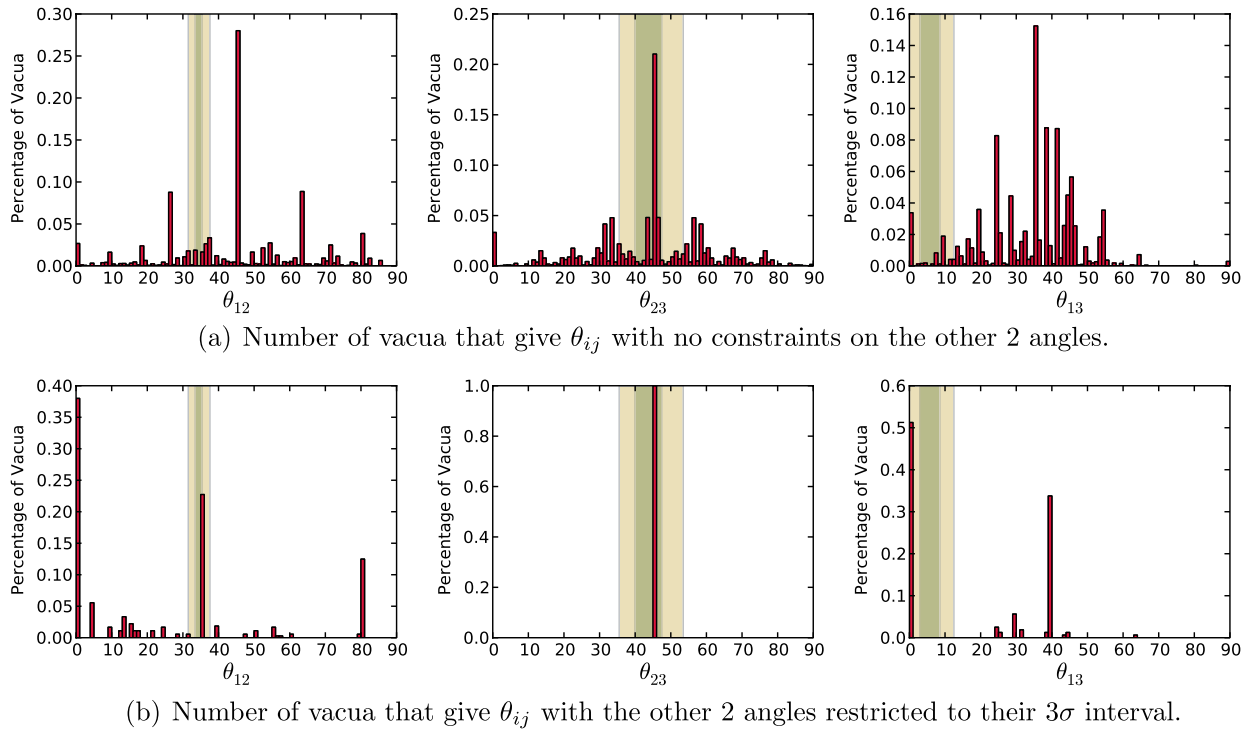 0.30
0.25
0.20
0.15
0.10
0.05
0.00
Percentage of Vacua
0 10 20 30 40 50 60 70 80 90
θ12
0.25
0.20
0.15
0.10
0.05
0.00
Percentage of Vacua
0 10 20 30 40 50 60 70 80 90
θ23
0.16
0.14
0.12
0.10
0.08
0.06
0.04
0.02
0.00
Percentage of Vacua
0 10 20 30 40 50 60 70 80 90
θ13
(a) Number of vacua that give θij with no constraints on the other 2 angles.
0.40
0.35
0.30
0.25
0.20
0.15
0.10
0.05
0.00
Percentage of Vacua
0 10 20 30 40 50 60 70 80 90
θ12
1.0
0.8
0.6
0.4
0.2
0.0
Percentage of Vacua
0 10 20 30 40 50 60 70 80 90
θ23
0.6
0.5
0.4
0.3
0.2
0.1
0.0
Percentage of Vacua
0 10 20 30 40 50 60 70 80 90
θ13
(b) Number of vacua that give θij with the other 2 angles restricted to their 3σ interval.